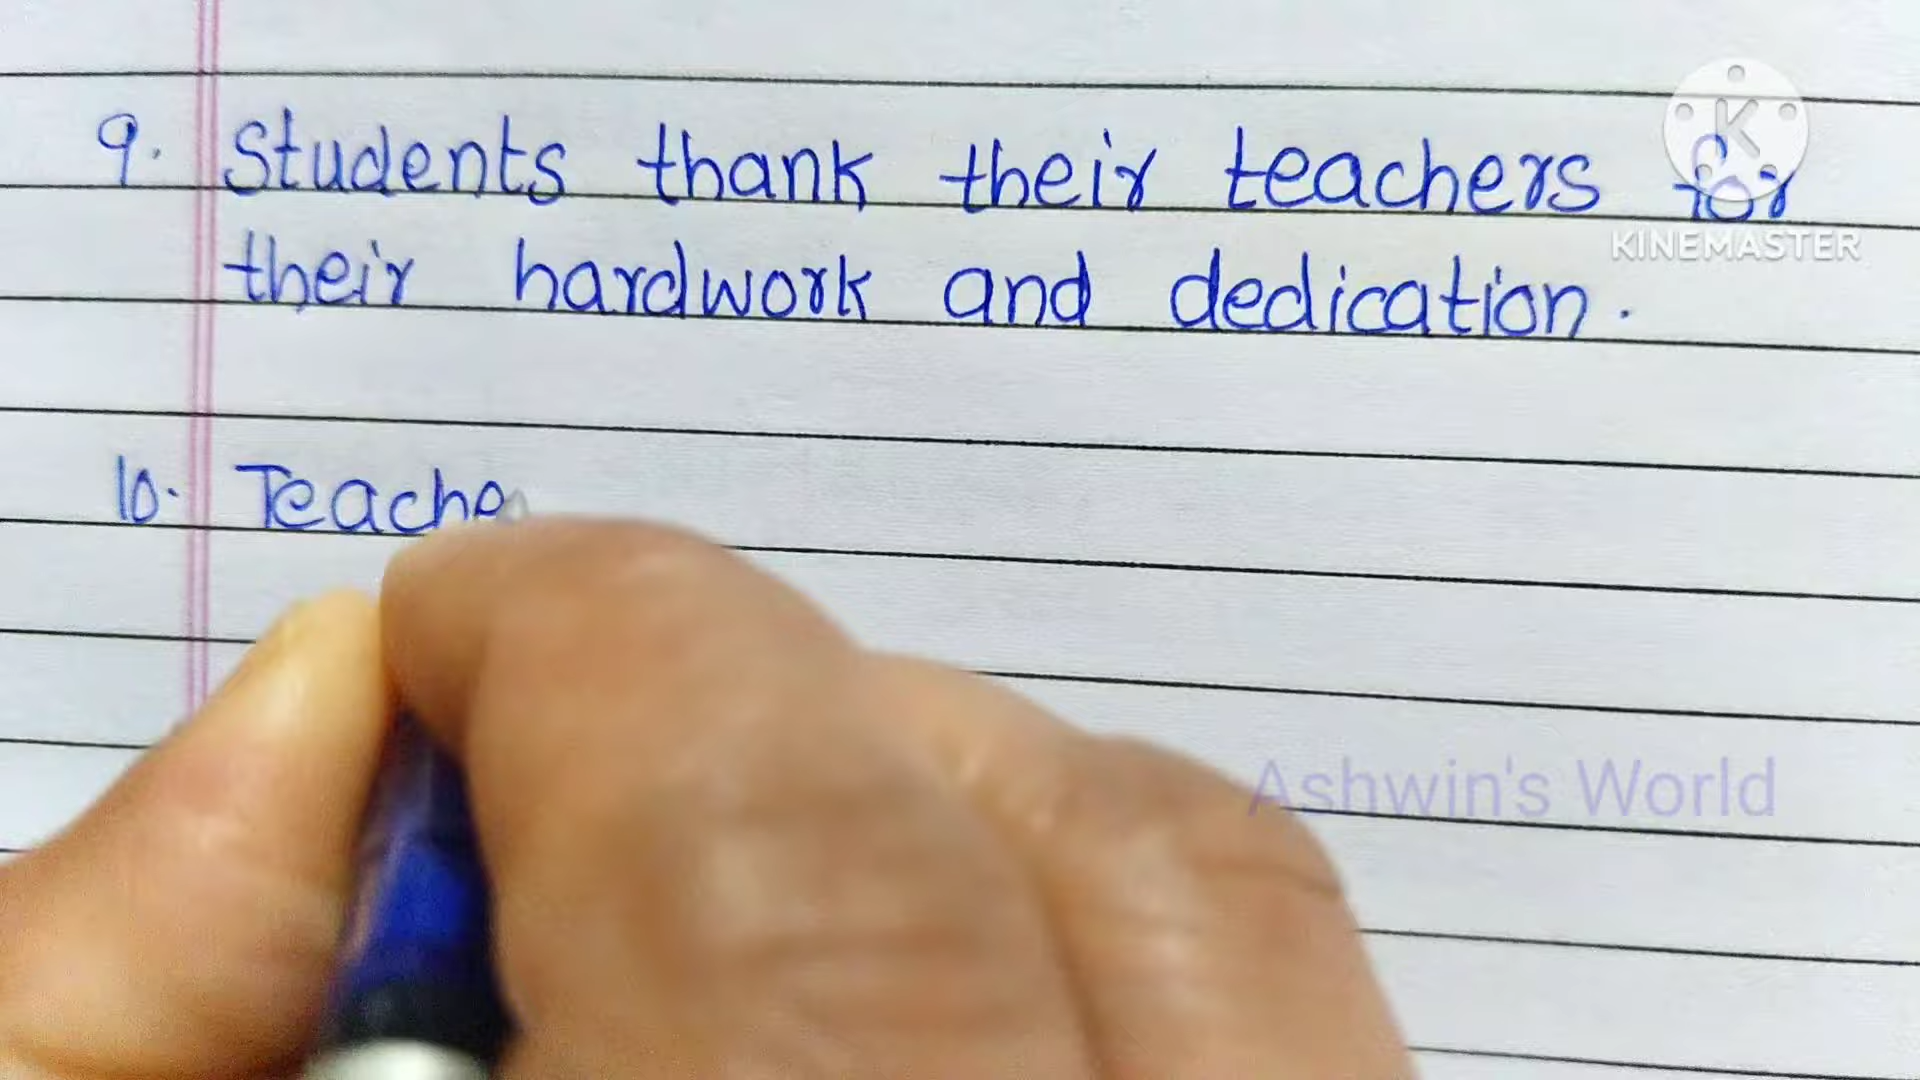 9. Students thank their teachers for
KINEMASTER
their hardwork and dedication.
10. Teache
Ashwin's World